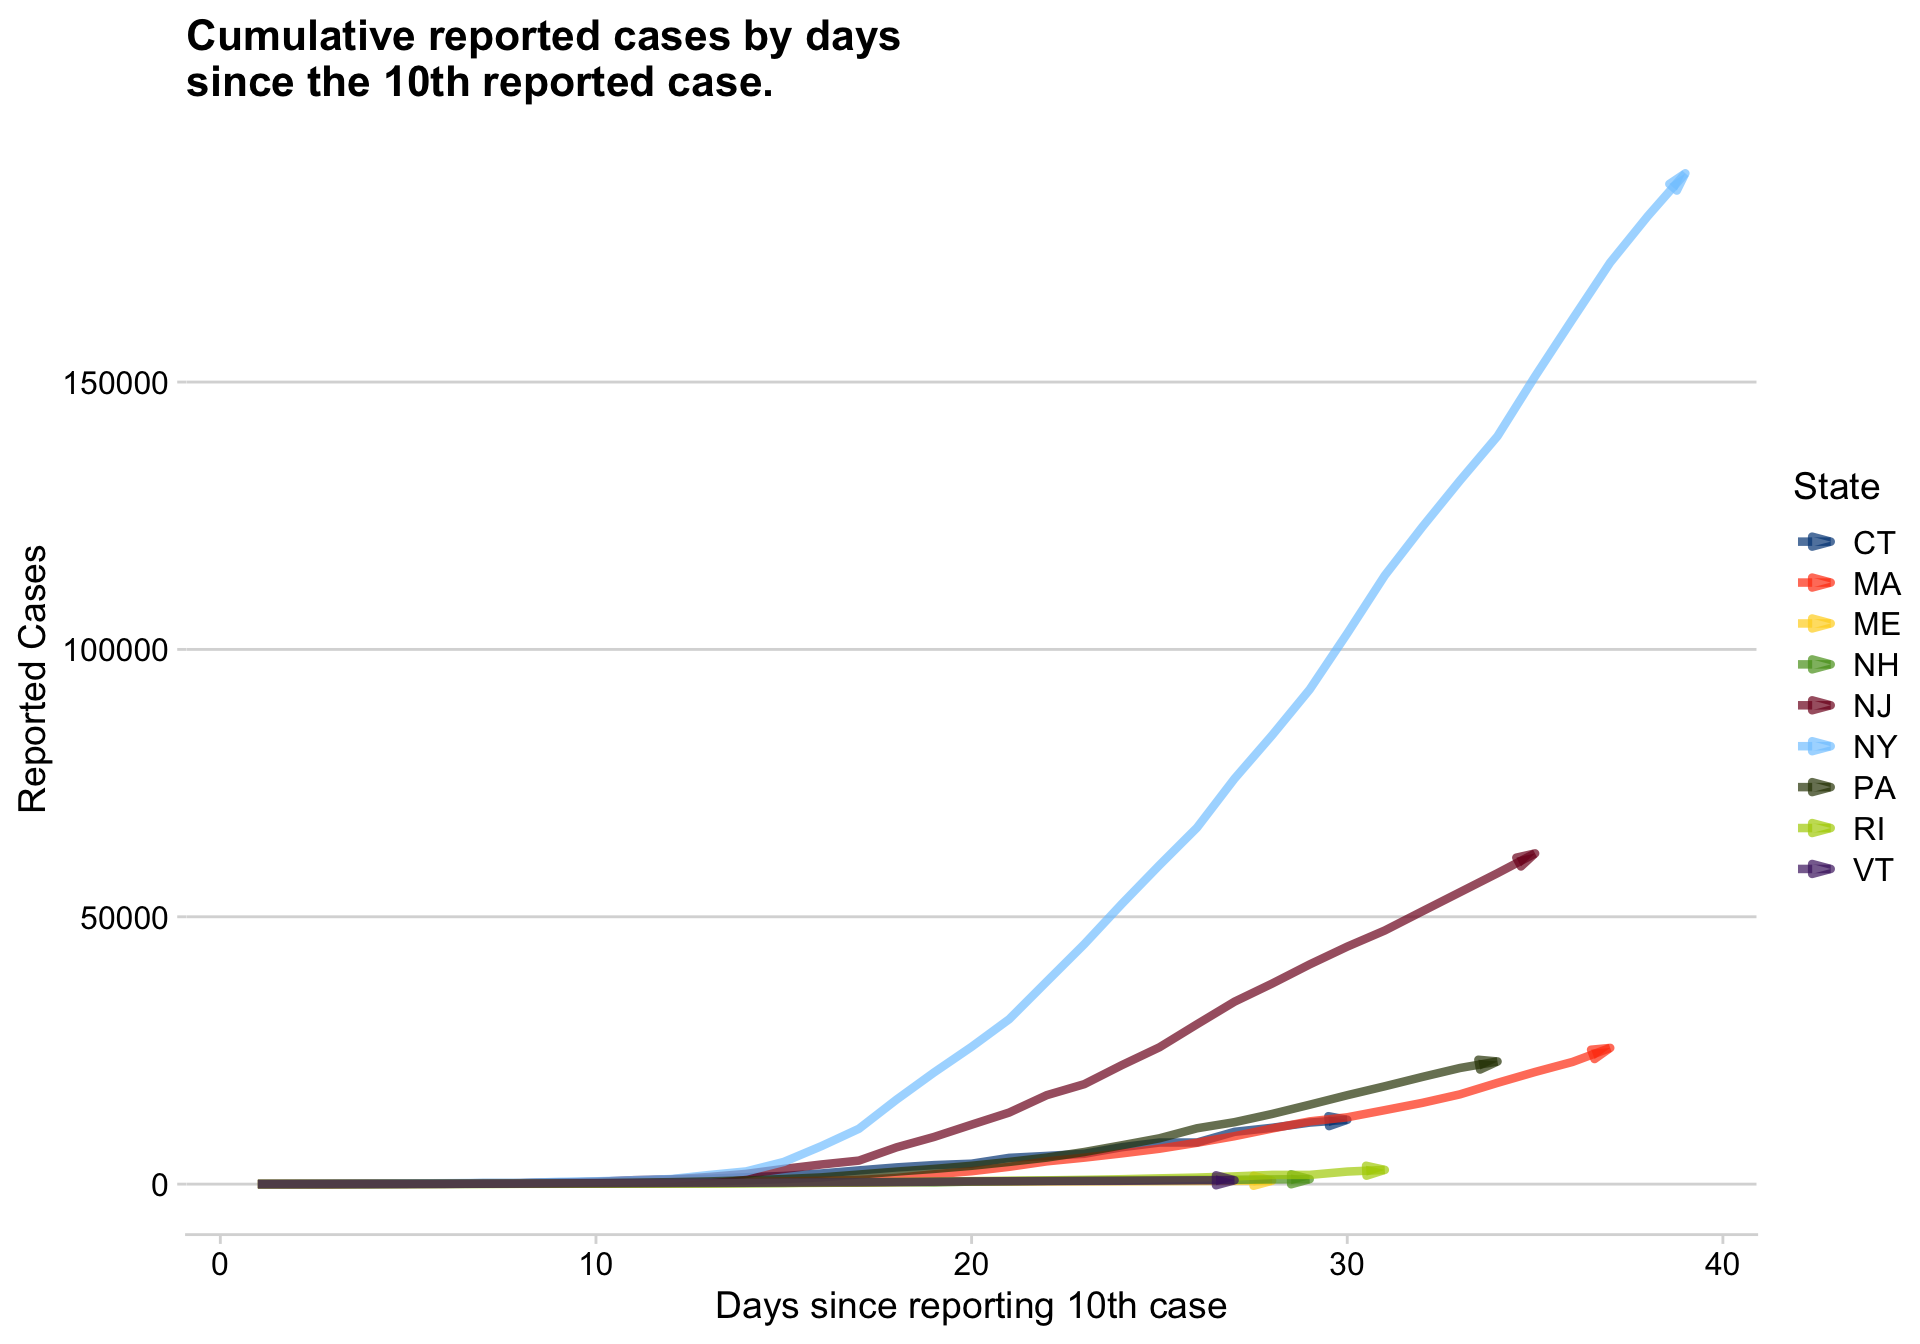 Cumulative reported cases by days
since the 10th reported case.
Reported Cases
150000
100000
50000
0
0 10 20 30 40
Days since reporting 10th case
State
CT
MA
ME
NH
NJ
NY
PA
RI
VT